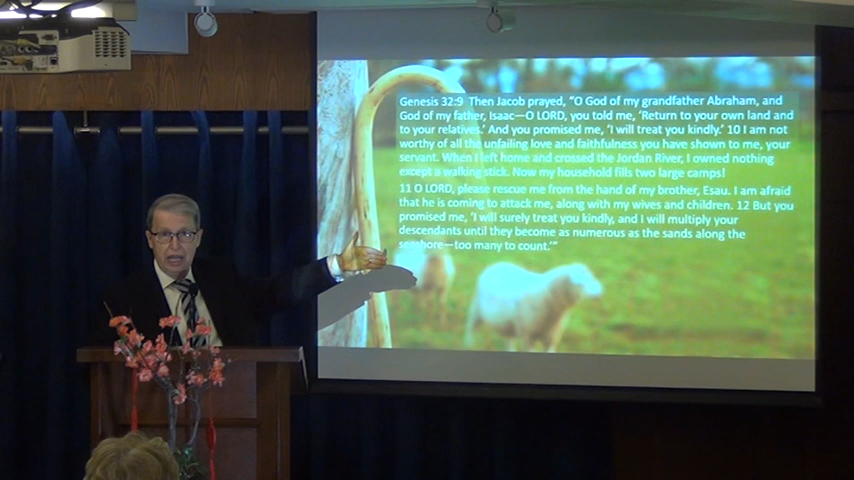 Genesis 32:9 Then Jacob prayed, “O God of my grandfather Abraham, and
God of my father, Isaac—O LORD, you told me, ‘Return to your own land and
to your relatives.’ And you promised me, ‘I will treat you kindly.’ 10 I am not
worthy of all the unfailing love and faithfulness you have shown to me, your
servant. When I left home and crossed the Jordan River, I owned nothing
except a walking stick. Now my household fills two large camps!
11 O LORD, please rescue me from the hand of my brother, Esau. I am afraid
that he is coming to attack me, along with my wives and children. 12 But you
promised me, ‘I will surely treat you kindly, and I will multiply your
descendants until they become as numerous as the sands along the
seashore—too many to count.’”